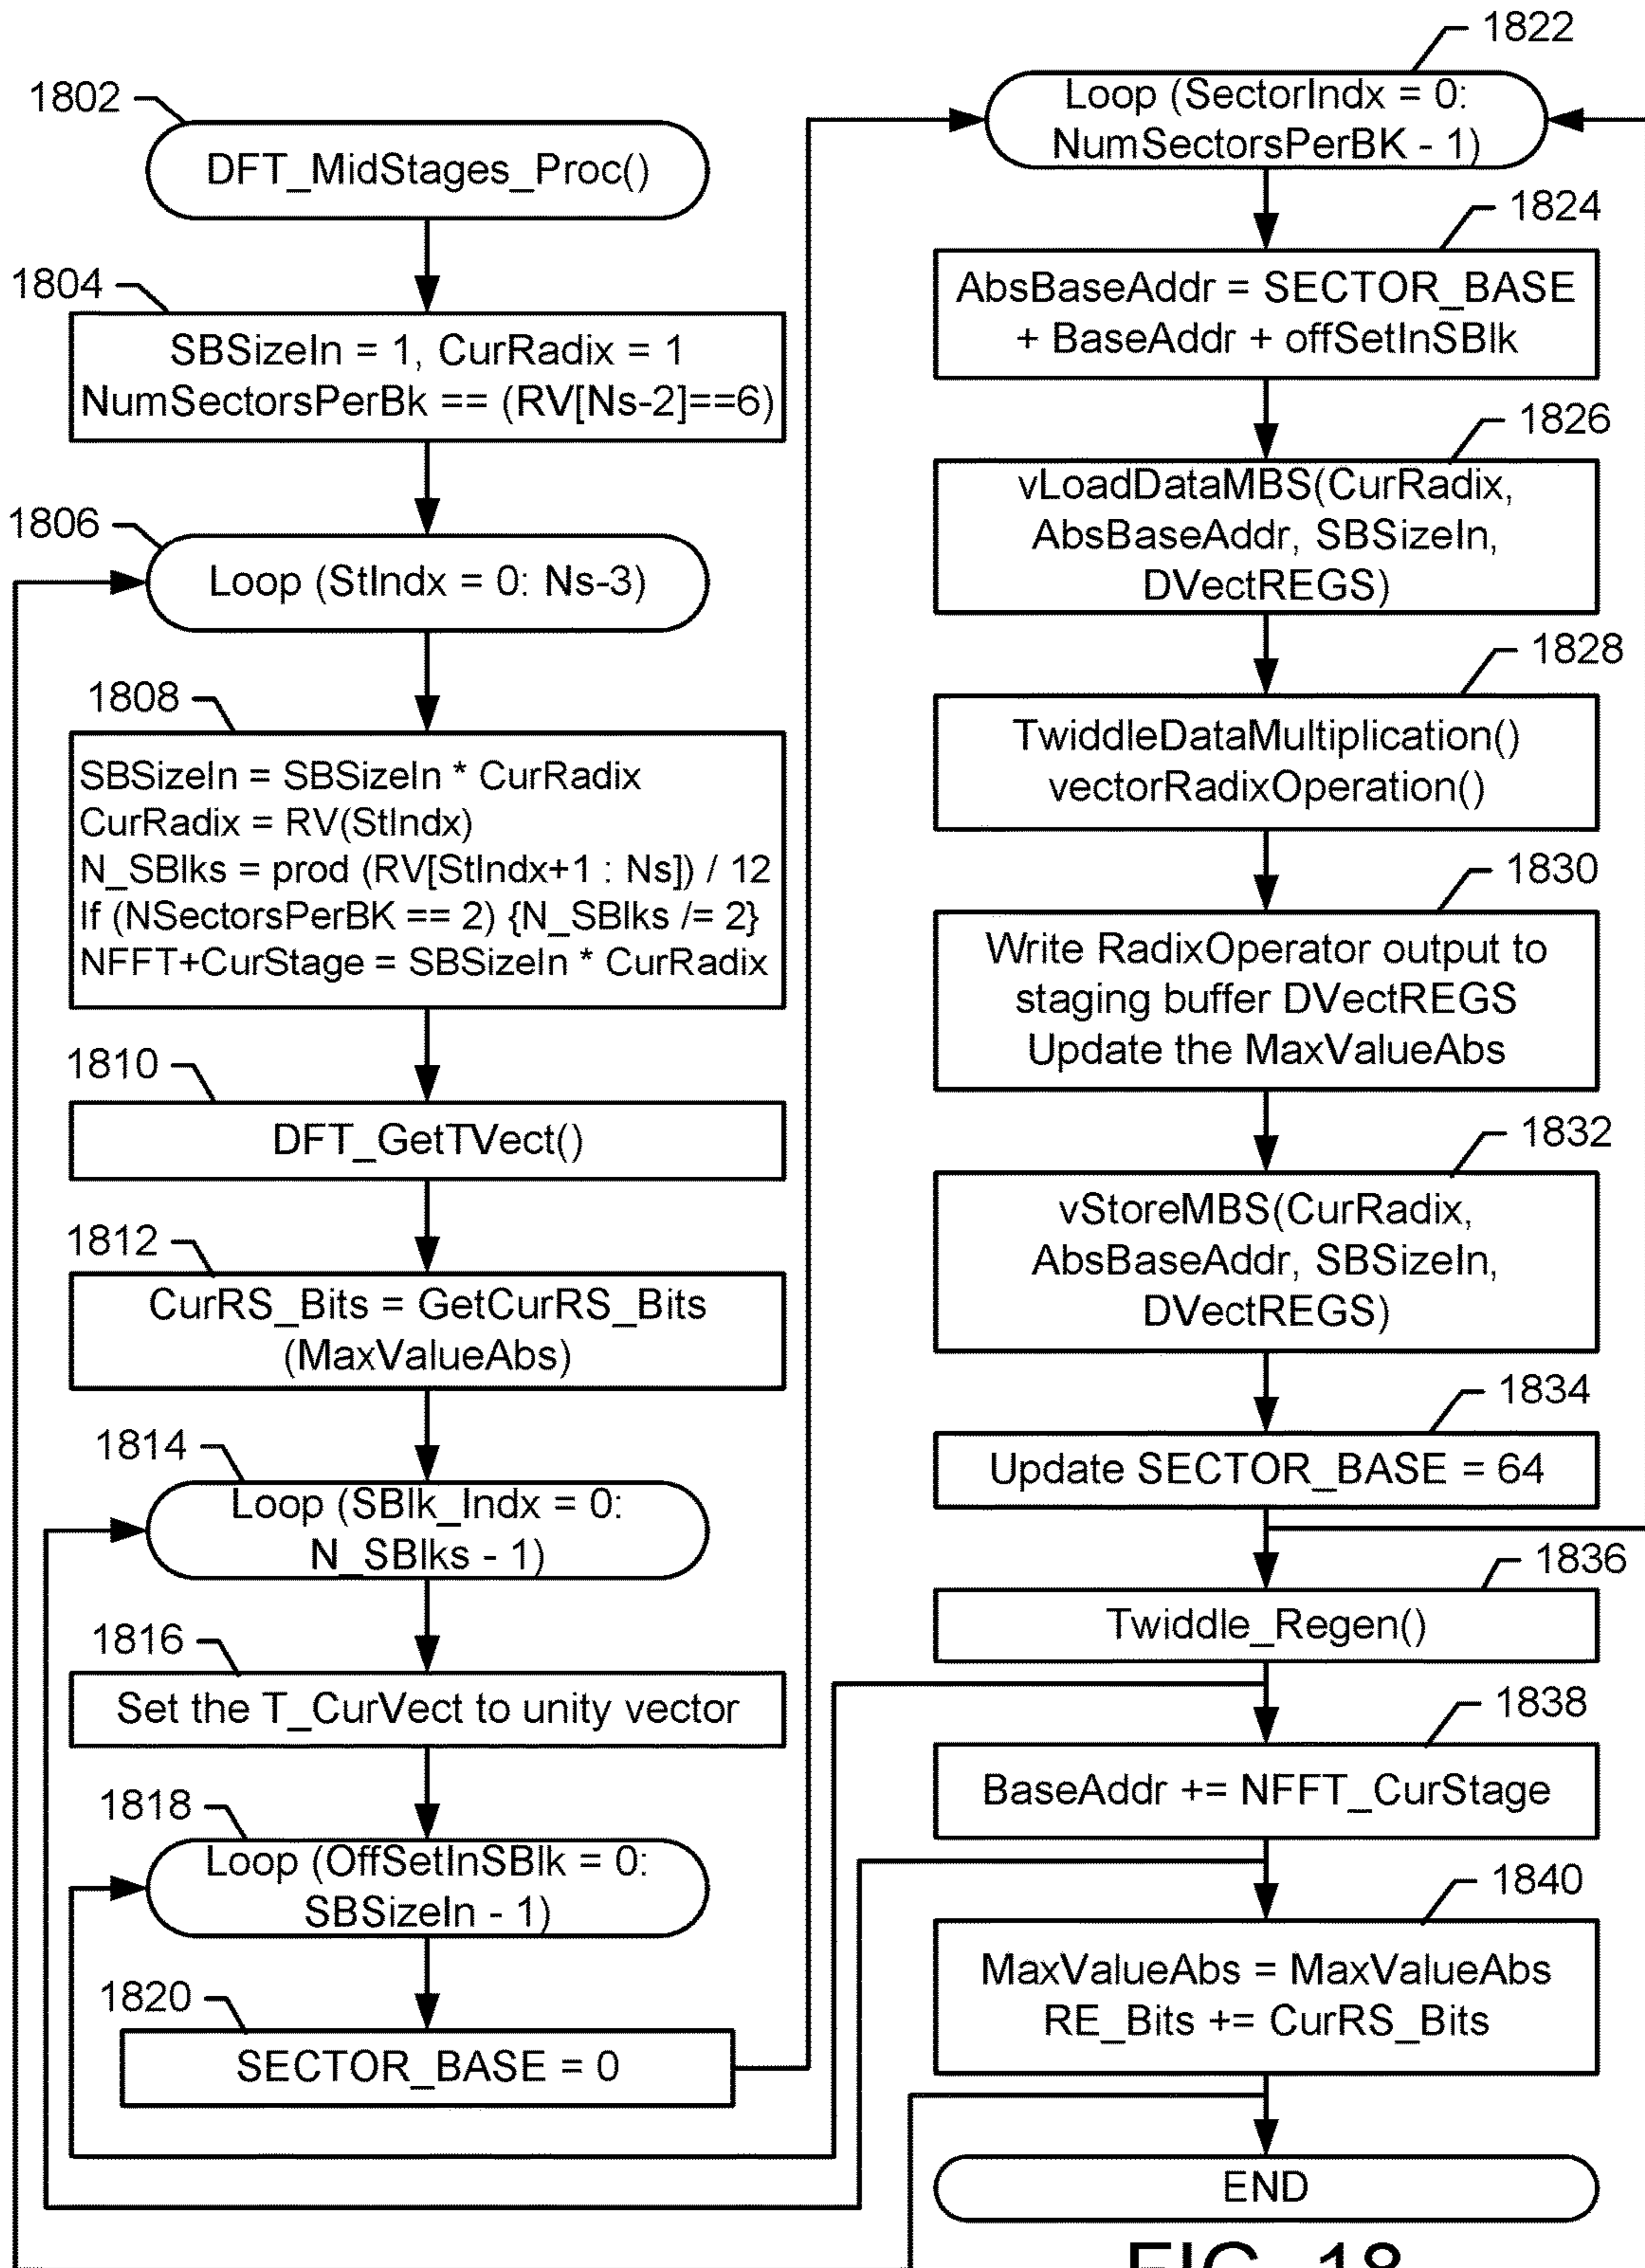 1802
DFT_MidStages_Proc()
1804
SBSizeIn = 1, CurRadix = 1
NumSectorsPerBk == (RV[Ns-2]==6)
1806
Loop (StIndx = 0: Ns-3)
1808
SBSizeIn = SBSizeIn * CurRadix
CurRadix = RV(StIndx)
N_SBlks = prod (RV[StIndx+1 : Ns]) / 12
If (NSectorsPerBK == 2) {N_SBlks /= 2}
NFFT+CurStage = SBSizeIn * CurRadix
1810
DFT_GetTVect()
1812
CurRS_Bits = GetCurRS_Bits
(MaxValueAbs)
1814
Loop (SBlk_Indx = 0:
N_SBlks - 1)
1816
Set the T_CurVect to unity vector
1818
Loop (OffSetInSBlk = 0:
SBSizeIn - 1)
1820
SECTOR_BASE = 0
1822
Loop (SectorIndx = 0:
NumSectorsPerBK - 1)
1824
AbsBaseAddr = SECTOR_BASE
+ BaseAddr + offSetInSBlk
1826
vLoadDataMBS(CurRadix,
AbsBaseAddr, SBSizeIn,
DVectREGS)
1828
TwiddleDataMultiplication()
vectorRadixOperation()
1830
Write RadixOperator output to
staging buffer DVectREGS
Update the MaxValueAbs
1832
vStoreMBS(CurRadix,
AbsBaseAddr, SBSizeIn,
DVectREGS)
1834
Update SECTOR_BASE = 64
1836
Twiddle_Regen()
1838
BaseAddr += NFFT_CurStage
1840
MaxValueAbs = MaxValueAbs
RE_Bits += CurRS_Bits
END
FIG. 18